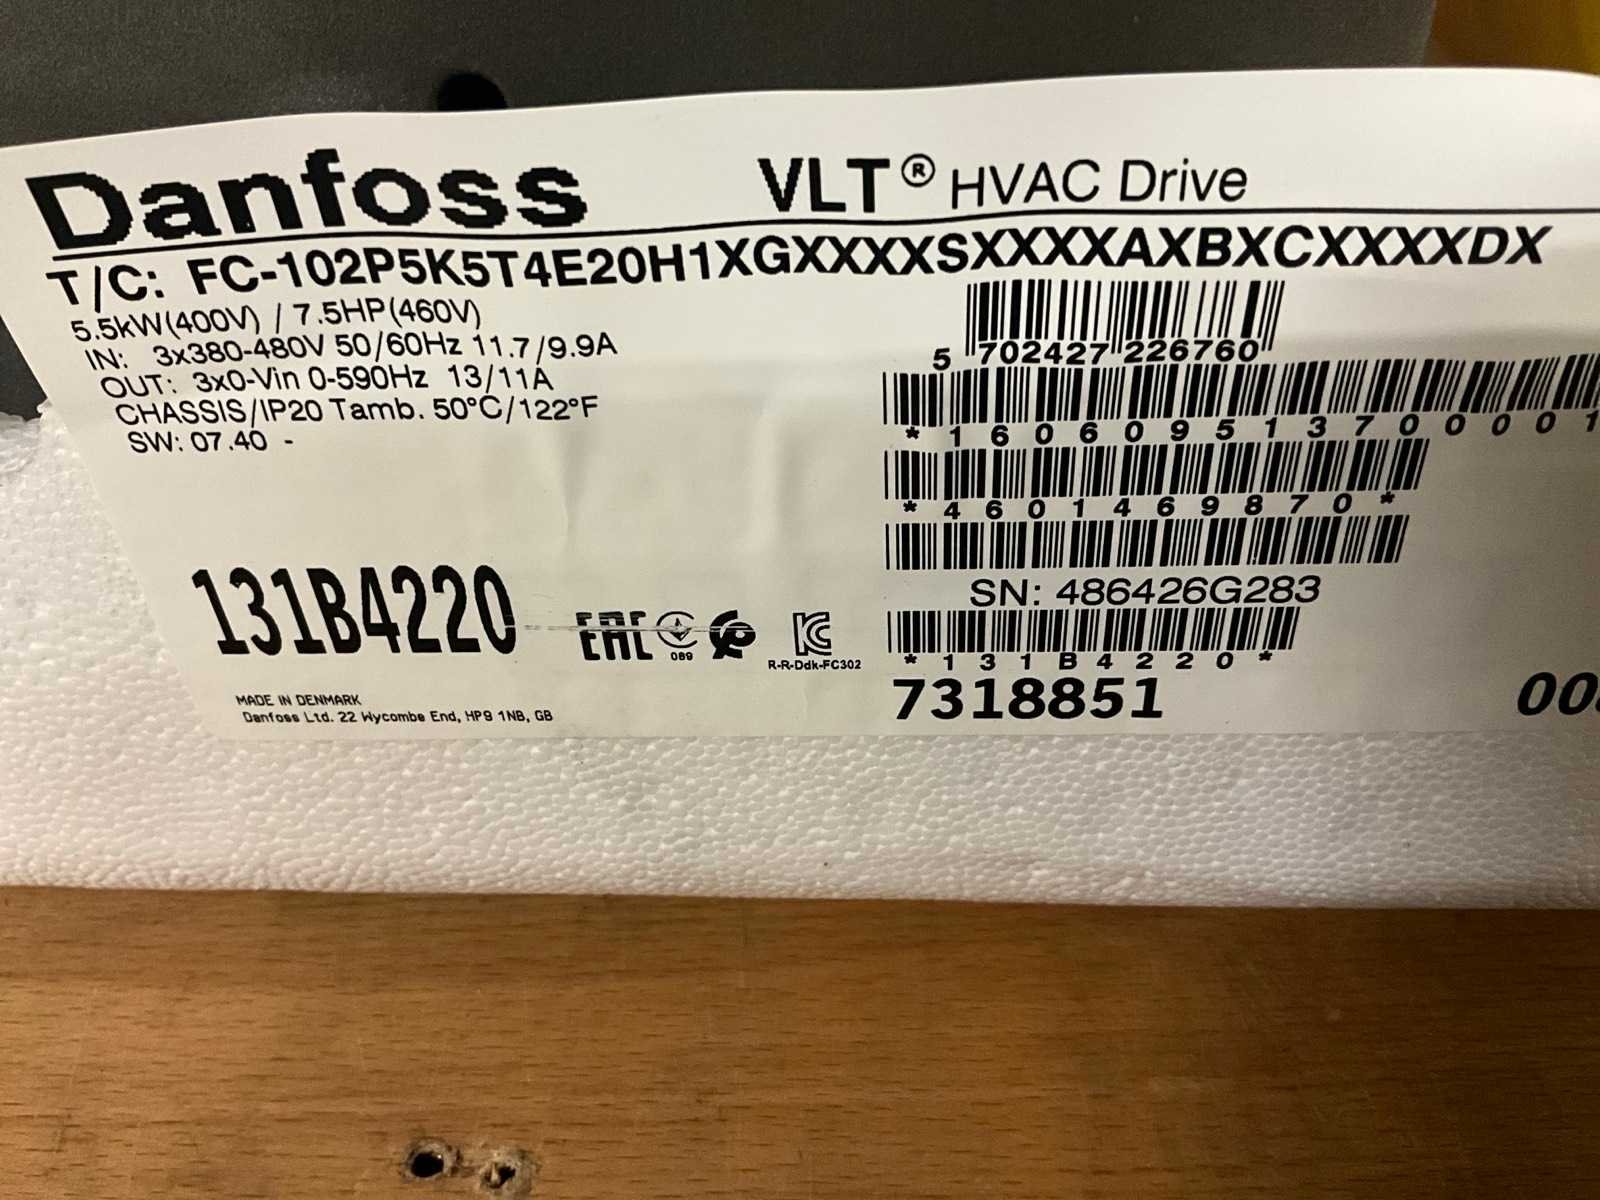 Danfoss
VLT® HVAC Drive
T/C: FC-102P5K5T4E20H1XGXXXXSXXXXAXBXCXXXXDX
5.5kW(400V) / 7.5HP(460V)
IN: 3x380-480V 50/60Hz 11.7/9.9A
OUT: 3x0-Vin 0-590Hz 13/11A
CHASSIS/IP20 Tamb. 50°C/122°F
SW: 07.40 -
5 702427 226760
*16060951370001
*4601469870*
SN: 486426G283
131B4220
EAC
089
R-R-Ddk-FC302
*131B4220*
7318851
00
MADE IN DENMARK
Danfoss Ltd. 22 Wycombe End, HP9 1NB, GB